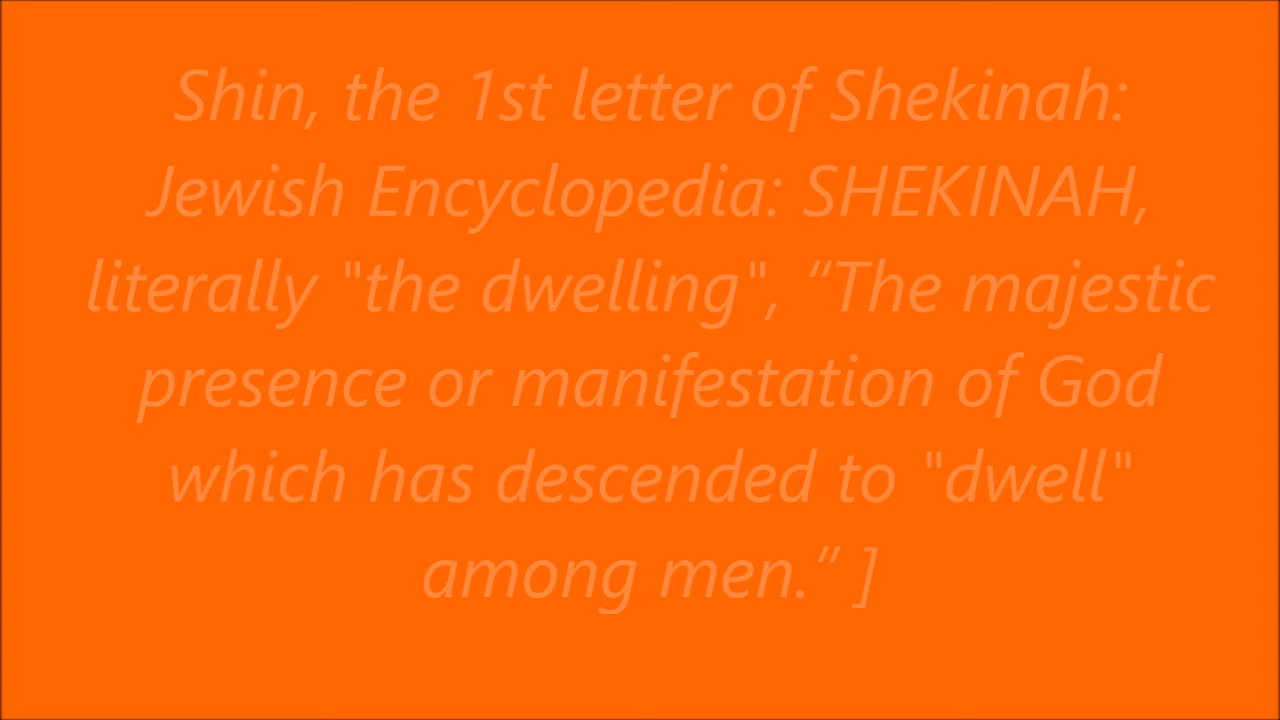 Shin, the 1st letter of Shekinah:
Jewish Encyclopedia: SHEKINAH,
literally "the dwelling", “The majestic
presence or manifestation of God
which has descended to "dwell"
among men.” ]